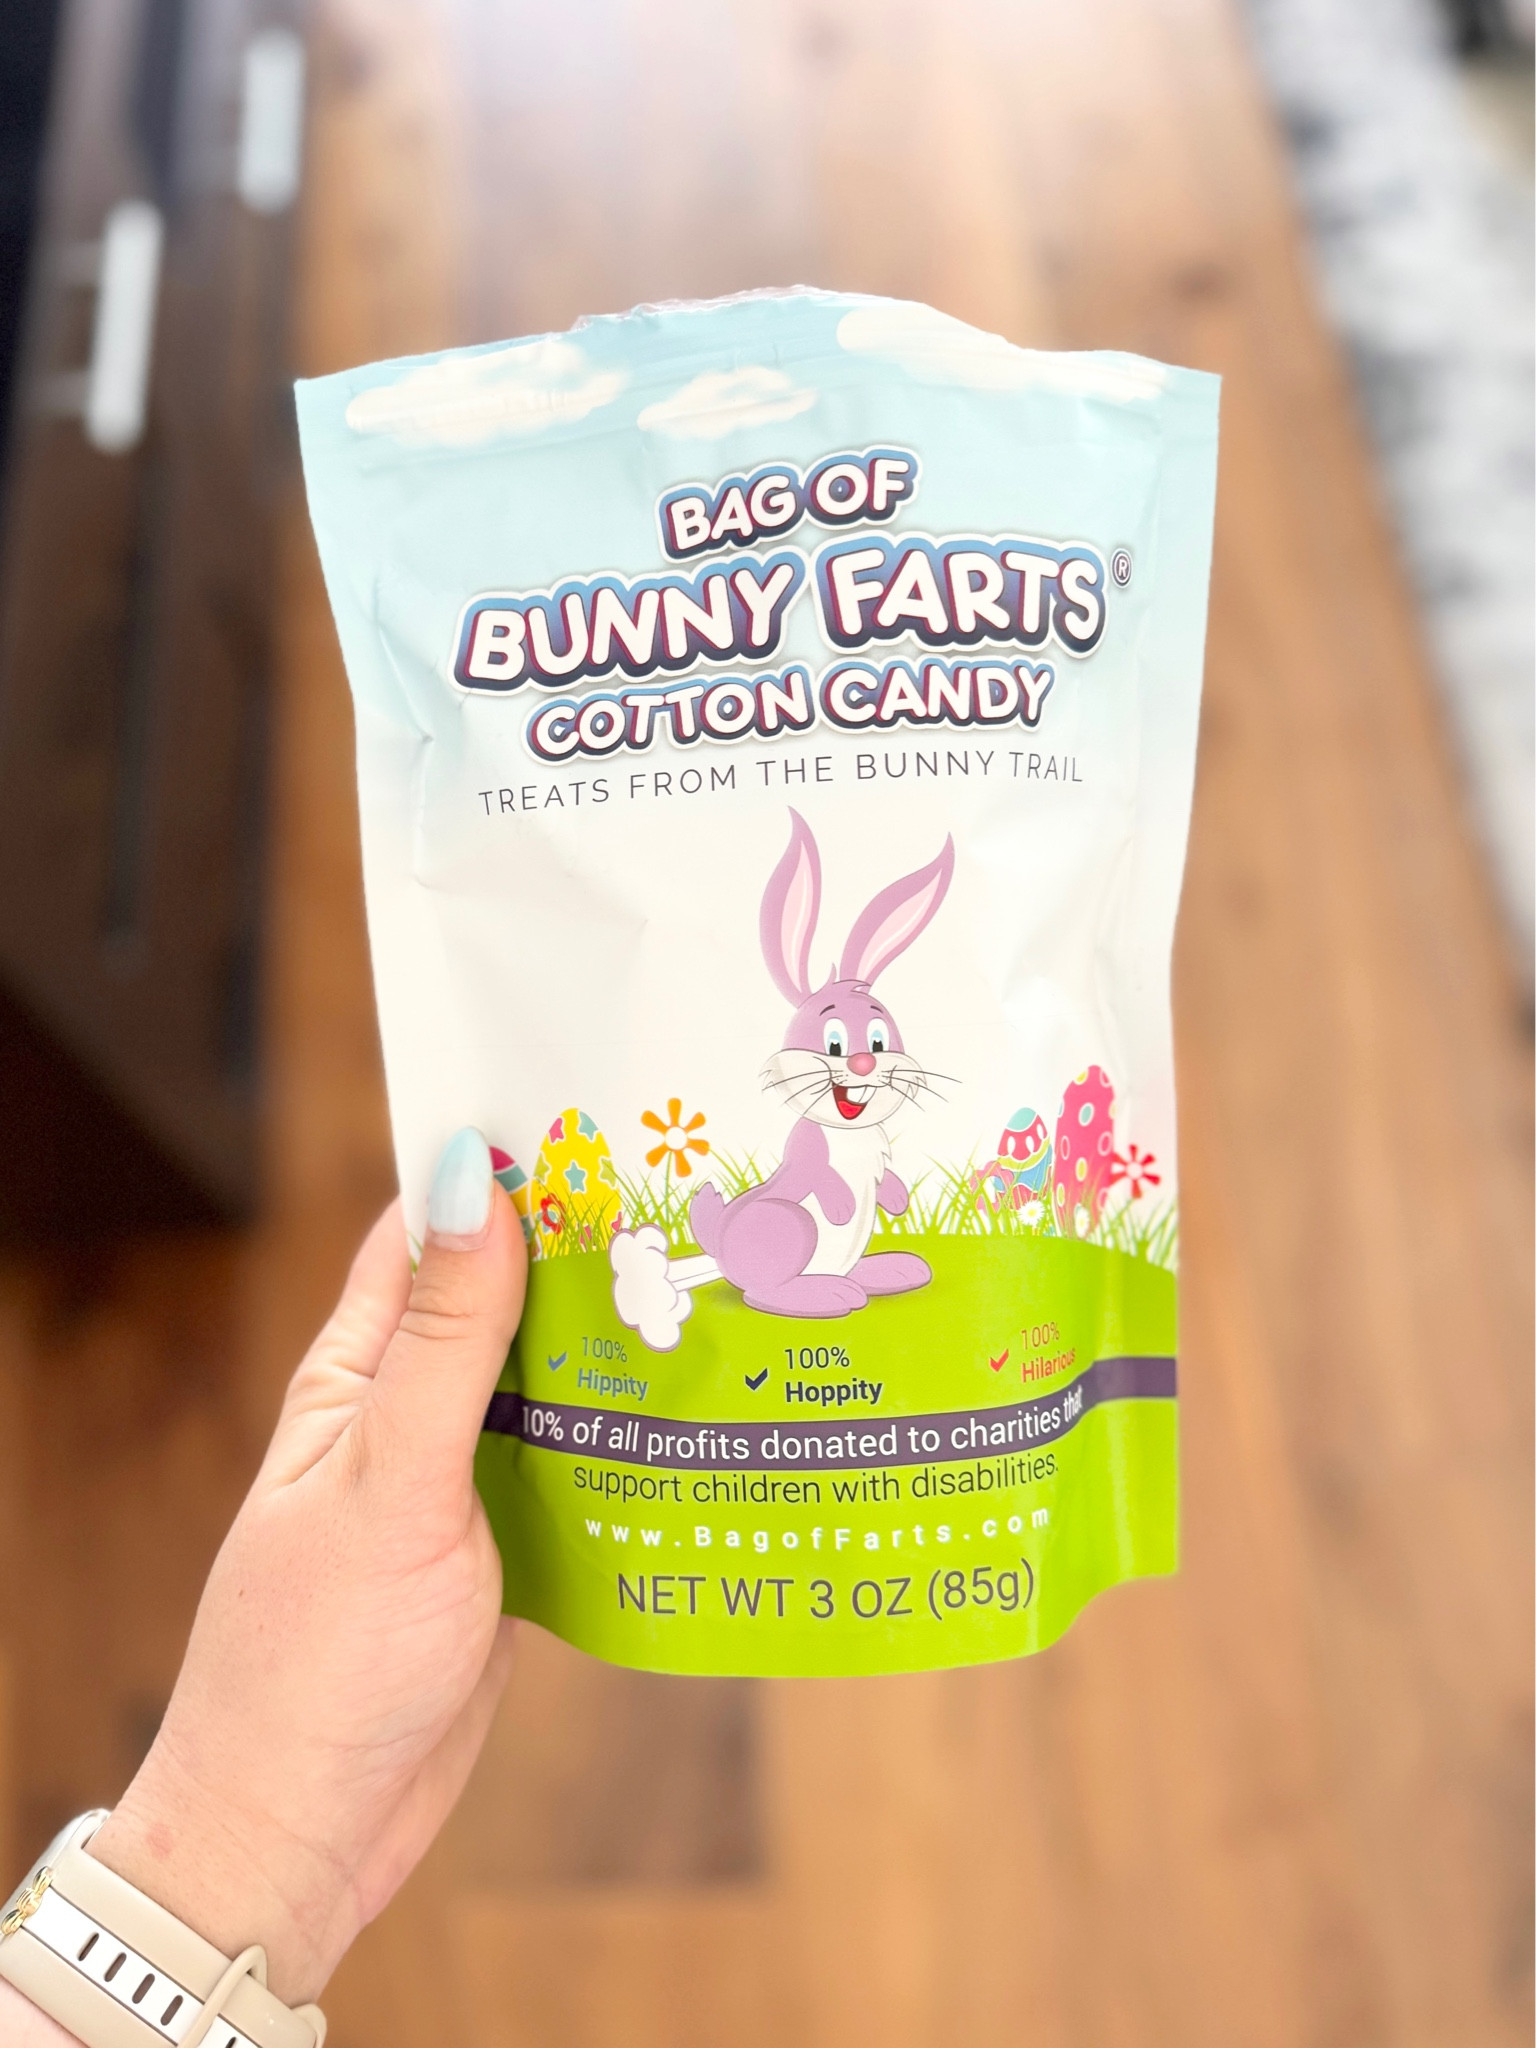 BAG OF
BUNNY FARTS®
COTTON CANDY
TREATS FROM THE BUNNY TRAIL
100%
Hippity
100%
Hoppity
100%
Hilarious
10% of all profits donated to charities that
support children with disabilities.
www.BagofFarts.com
NET WT 3 OZ (85g)